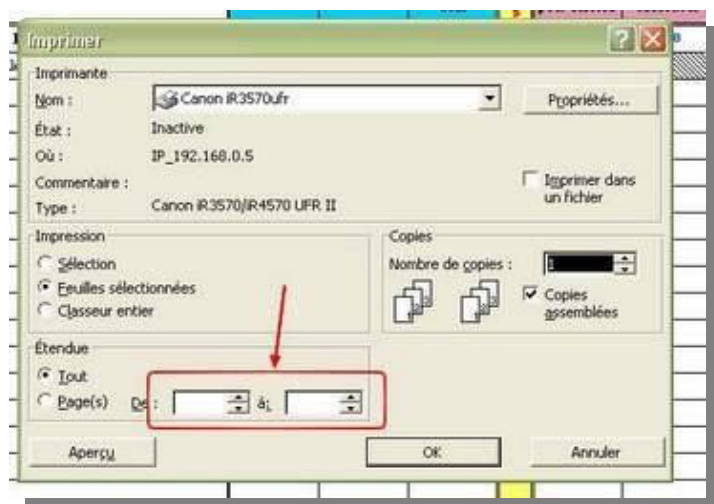 Imprimer
Imprimante
Nom :
Canon iR3570ufr
Propriétés...
État :
Inactive
Où :
IP_192.168.0.5
Commentaire :
Imprimer dans
un fichier
Type :
Canon iR3570/iR4570 UFR II
Impression
Sélection
Feuilles sélectionnées
Classeur entier
Copies
Nombre de copies :
1
Copies
assemblées
Étendue
Tout
Page(s)
De :
à :
Aperçu
OK
Annuler